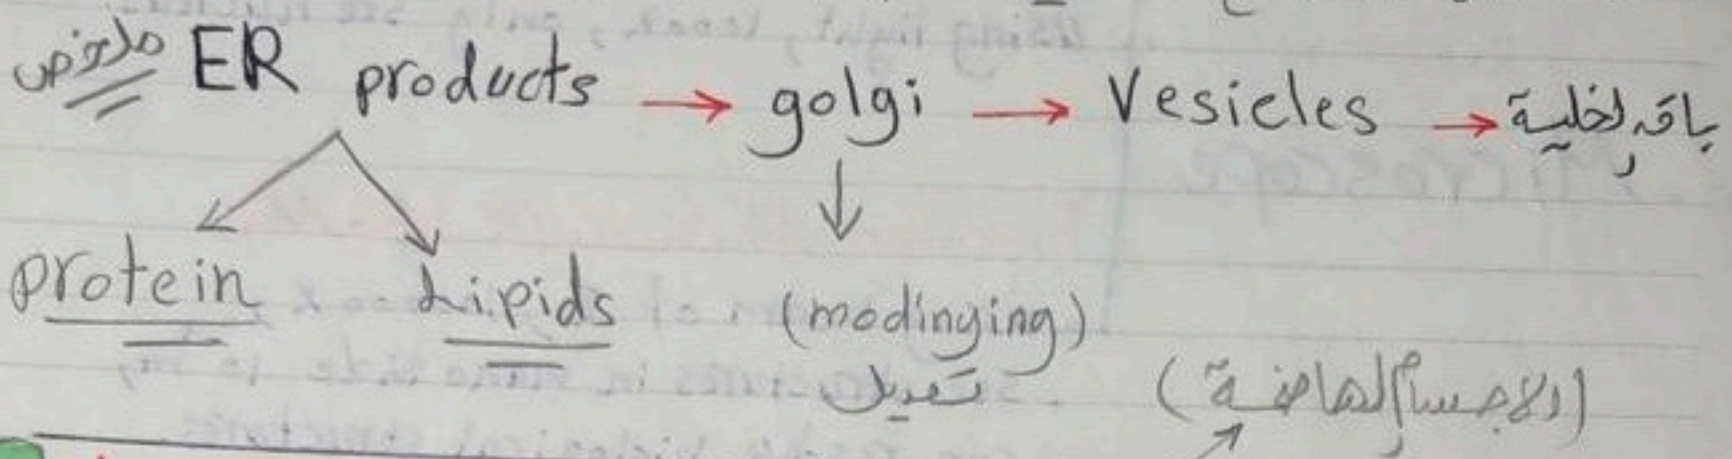 ملخص ER products → golgi → Vesicles → باقي الخلية
protein Lipids (modinging)
تعديل
(الأجسام الهاضمة)